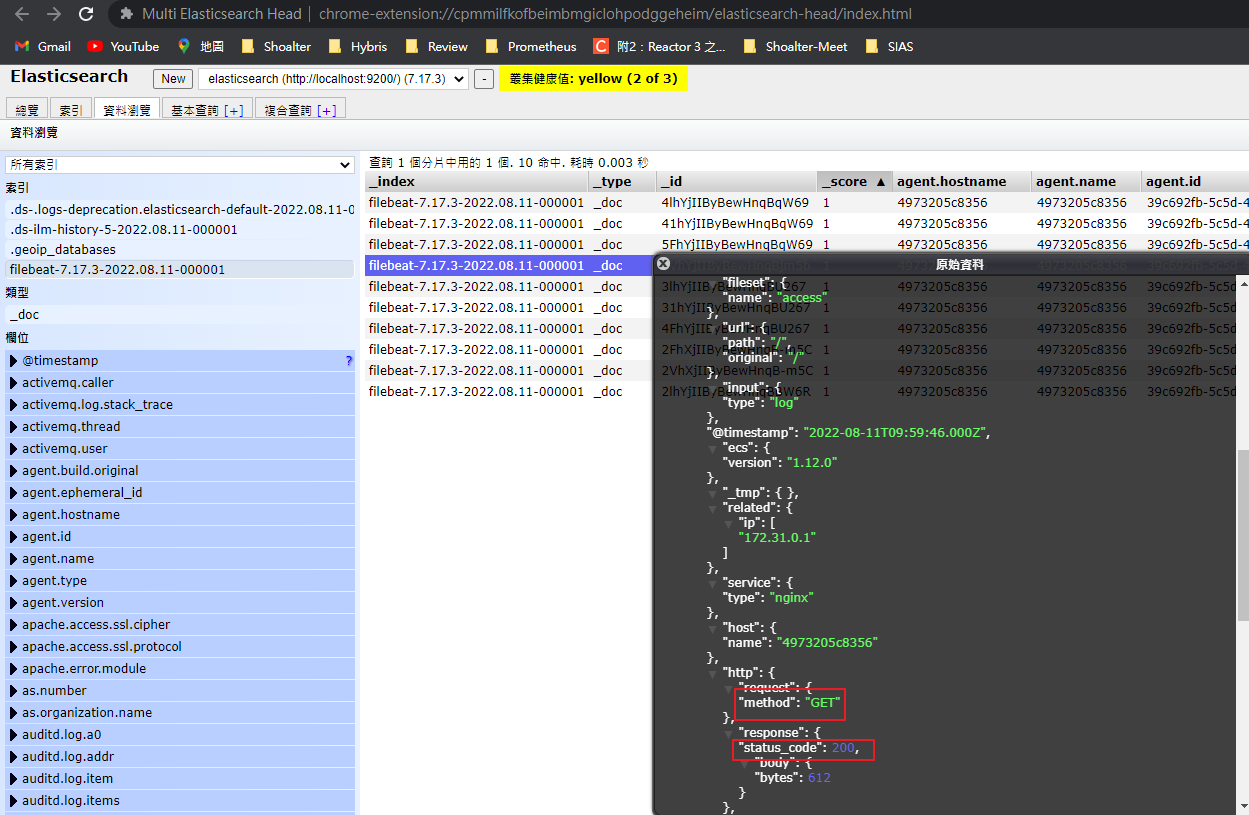 Multi Elasticsearch Head | chrome-extension://cpmmilfkofbeimbmgiclohpodggeheim/elasticsearch-head/index.html
Gmail YouTube 地圖 Shoalter Hybris Review Prometheus C 附2：Reactor 3 之... Shoalter-Meet SIAS
Elasticsearch New elasticsearch (http://localhost:9200/) (7.17.3) - 叢集健康值: yellow (2 of 3)
總覽 索引 資料瀏覽 基本查詢 [+] 複合查詢 [+]
資料瀏覽
所有索引
索引
.ds-.logs-deprecation.elasticsearch-default-2022.08.11-0
.ds-ilm-history-5-2022.08.11-000001
.geoip_databases
filebeat-7.17.3-2022.08.11-000001
類型
_doc
欄位
@timestamp ?
activemq.caller
activemq.log.stack_trace
activemq.thread
activemq.user
agent.build.original
agent.ephemeral_id
agent.hostname
agent.id
agent.name
agent.type
agent.version
apache.access.ssl.cipher
apache.access.ssl.protocol
apache.error.module
as.number
as.organization.name
auditd.log.a0
auditd.log.addr
auditd.log.item
auditd.log.items
查詢 1 個分片中用的 1 個. 10 命中. 耗時 0.003 秒
_index _type _id _score ▲ agent.hostname agent.name agent.id
filebeat-7.17.3-2022.08.11-000001 _doc 4lhYjIIByBewHnqBqW69 1 4973205c8356 4973205c8356 39c692fb-5c5d-4
filebeat-7.17.3-2022.08.11-000001 _doc 41hYjIIByBewHnqBqW69 1 4973205c8356 4973205c8356 39c692fb-5c5d-4
filebeat-7.17.3-2022.08.11-000001 _doc 5FhYjIIByBewHnqBqW69 1 4973205c8356 4973205c8356 39c692fb-5c5d-4
filebeat-7.17.3-2022.08.11-000001 _doc
filebeat-7.17.3-2022.08.11-000001 _doc 3lhYjIIByBewHnqBU267 1 4973205c8356 4973205c8356 39c692fb-5c5d
filebeat-7.17.3-2022.08.11-000001 _doc 31hYjIIByBewHnqBU267 1 4973205c8356 4973205c8356 39c692fb-5c5d
filebeat-7.17.3-2022.08.11-000001 _doc 4FhYjIIByBewHnqBU267 1 4973205c8356 4973205c8356 39c692fb-5c5d
filebeat-7.17.3-2022.08.11-000001 _doc 2FhXjIIByBewHnqB-m5C 1 4973205c8356 4973205c8356 39c692fb-5c5d
filebeat-7.17.3-2022.08.11-000001 _doc 2VhXjIIByBewHnqB-m5C 1 4973205c8356 4973205c8356 39c692fb-5c5d
filebeat-7.17.3-2022.08.11-000001 _doc 2lhYjIIByBewHnqBW6R 1 4973205c8356 4973205c8356 39c692fb-5c5d
原始資料
"fileset": {
"name": "access"
},
"url": {
"path": "/",
"original": "/"
},
"input": {
"type": "log"
},
"@timestamp": "2022-08-11T09:59:46.000Z",
"ecs": {
"version": "1.12.0"
},
"_tmp": { },
"related": {
"ip": [
"172.31.0.1"
]
},
"service": {
"type": "nginx"
},
"host": {
"name": "4973205c8356"
},
"http": {
"request": {
"method": "GET"
},
"response": {
"status_code": 200,
"body": {
"bytes": 612
}
},